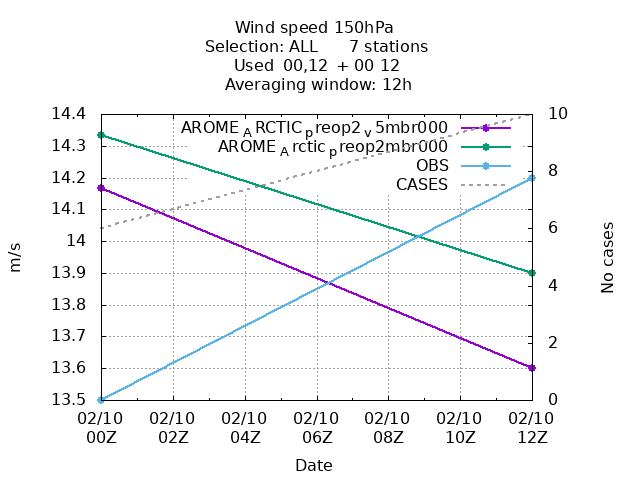 Wind speed 150hPa
Selection: ALL 7 stations
Used 00,12 + 00 12
Averaging window: 12h
14.4
14.3
14.2
14.1
14
13.9
13.8
13.7
13.6
13.5
m/s
AROME_ARCTIC_preop2_v5mbr000
AROME_Arctic_preop2mbr000
OBS
CASES
10
8
6
4
2
0
No cases
02/10 02/10 02/10 02/10 02/10 02/10 02/10
00Z 02Z 04Z 06Z 08Z 10Z 12Z
Date